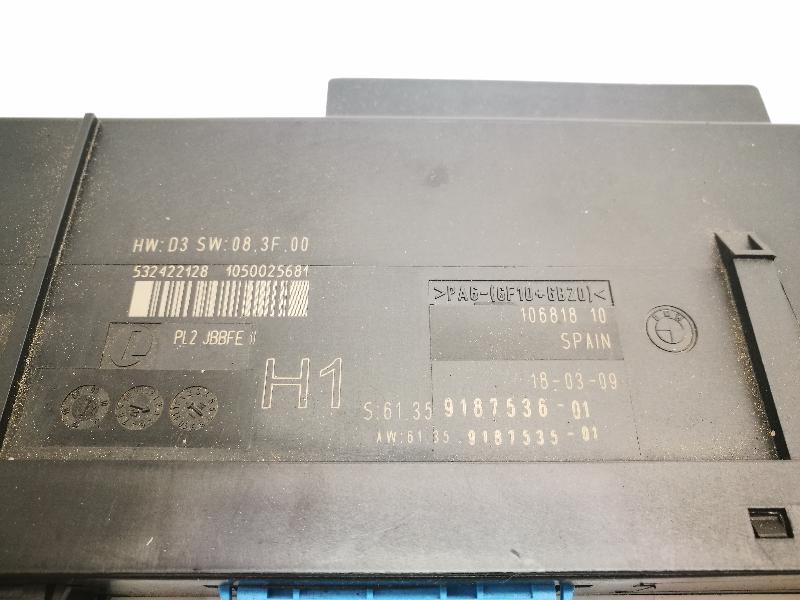 HW:D3 SW:08.3F.00
532422128 1050025681
>PA6-(GF10+GB20)<
106818 10
PL2 JBBFE
SPAIN
18-03-09
H1
S:61.35 9187536-01
AW:61.35 9187535-01